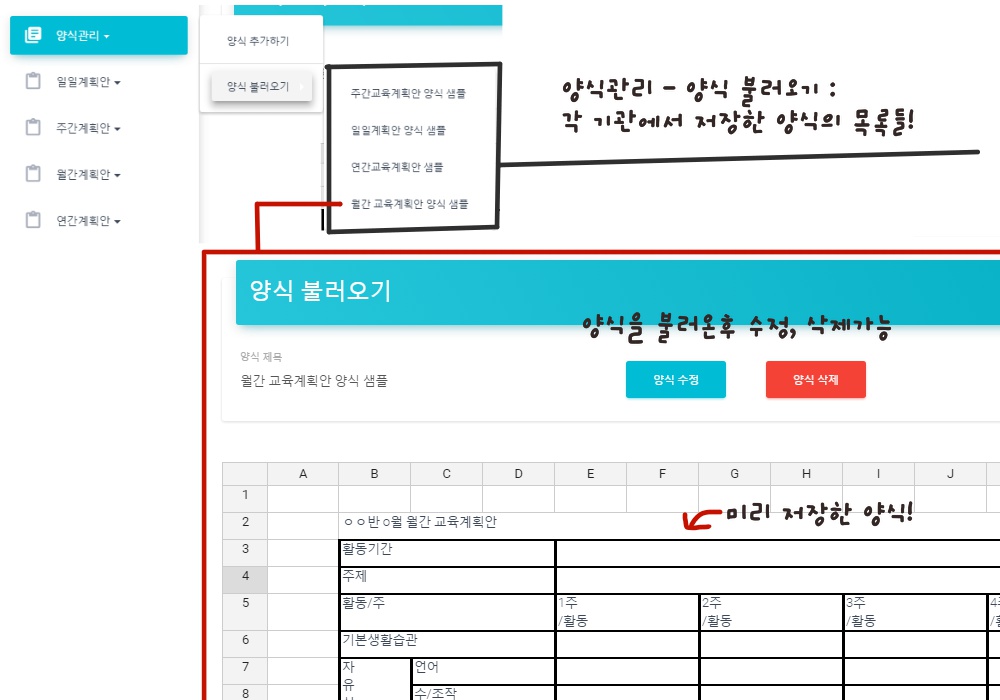 양식관리
양식 추가하기
양식 불러오기
일일계획안
주간계획안
월간계획안
연간계획안
주간교육계획안 양식 샘플
일일계획안 양식 샘플
연간교육계획안 양식 샘플
월간 교육계획안 양식 샘플
양식관리 - 양식 불러오기 :
각 기관에서 저장한 양식의 목록들!
양식 불러오기
양식을 불러온후 수정, 삭제가능
양식 제목
월간 교육계획안 양식 샘플
양식 수정
양식 삭제
A B C D E F G H I J
1
미리 저장한 양식!
2 ㅇㅇ반 ㅇ월 월간 교육계획안
3 활동기간
4 주제
5 활동/주 1주 2주 3주
/활동 /활동 /활동
6 기본생활습관
7 자 언어
유
8 수/조작